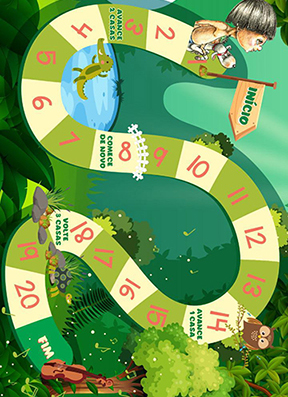 INÍCIO
2
3
AVANCE
2 CASAS
4
5
6
7
8
COMECE
DE NOVO
9
10
11
12
13
14
AVANCE
1 CASA
15
16
17
18
VOLTE
3 CASAS
19
20
FIM